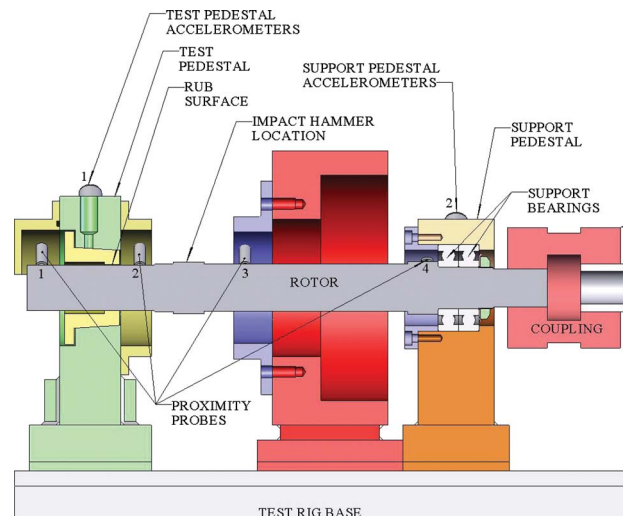 TEST PEDESTAL
ACCELEROMETERS
TEST
PEDESTAL
RUB
SURFACE
IMPACT HAMMER
LOCATION
SUPPORT PEDESTAL
ACCELEROMETERS
SUPPORT
PEDESTAL
SUPPORT
BEARINGS
1
2
1
2
3
4
ROTOR
COUPLING
PROXIMITY
PROBES
TEST RIG BASE